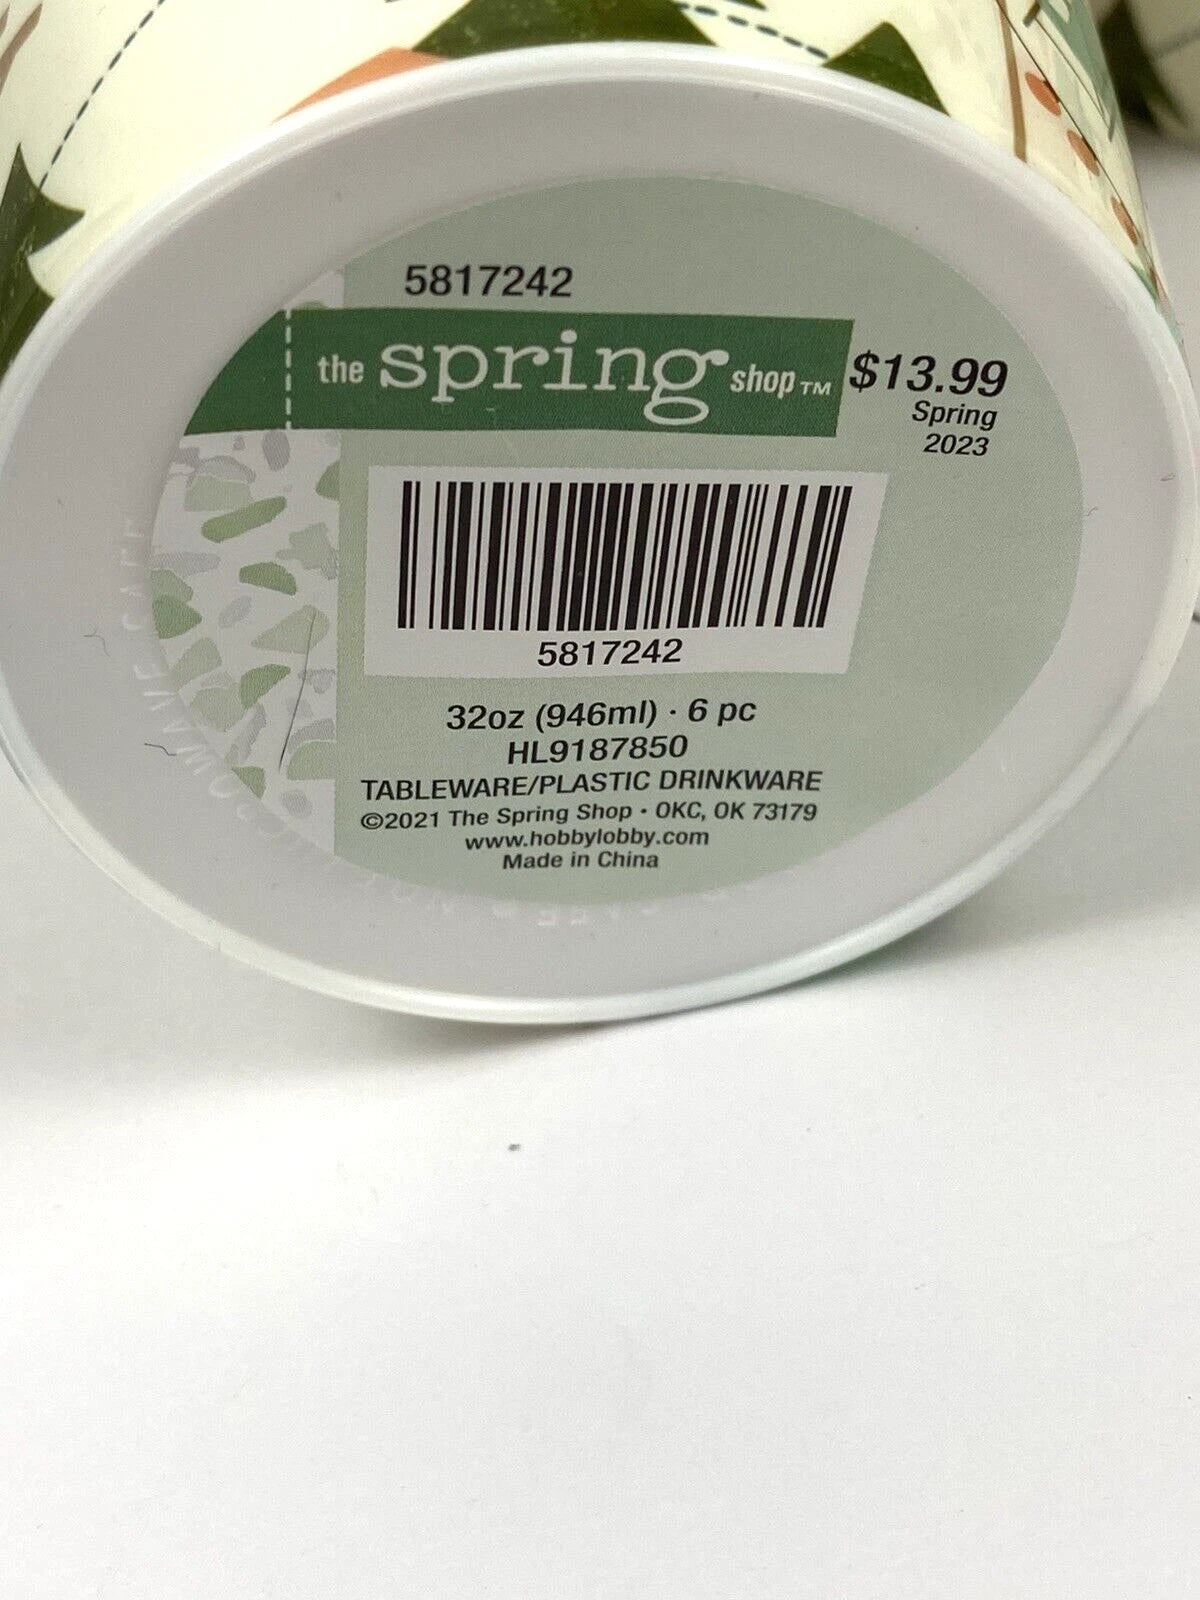 5817242
the spring shop™ $13.99
Spring
2023
5817242
32oz (946ml) · 6 pc
HL9187850
TABLEWARE/PLASTIC DRINKWARE
©2021 The Spring Shop · OKC, OK 73179
www.hobbylobby.com
Made in China